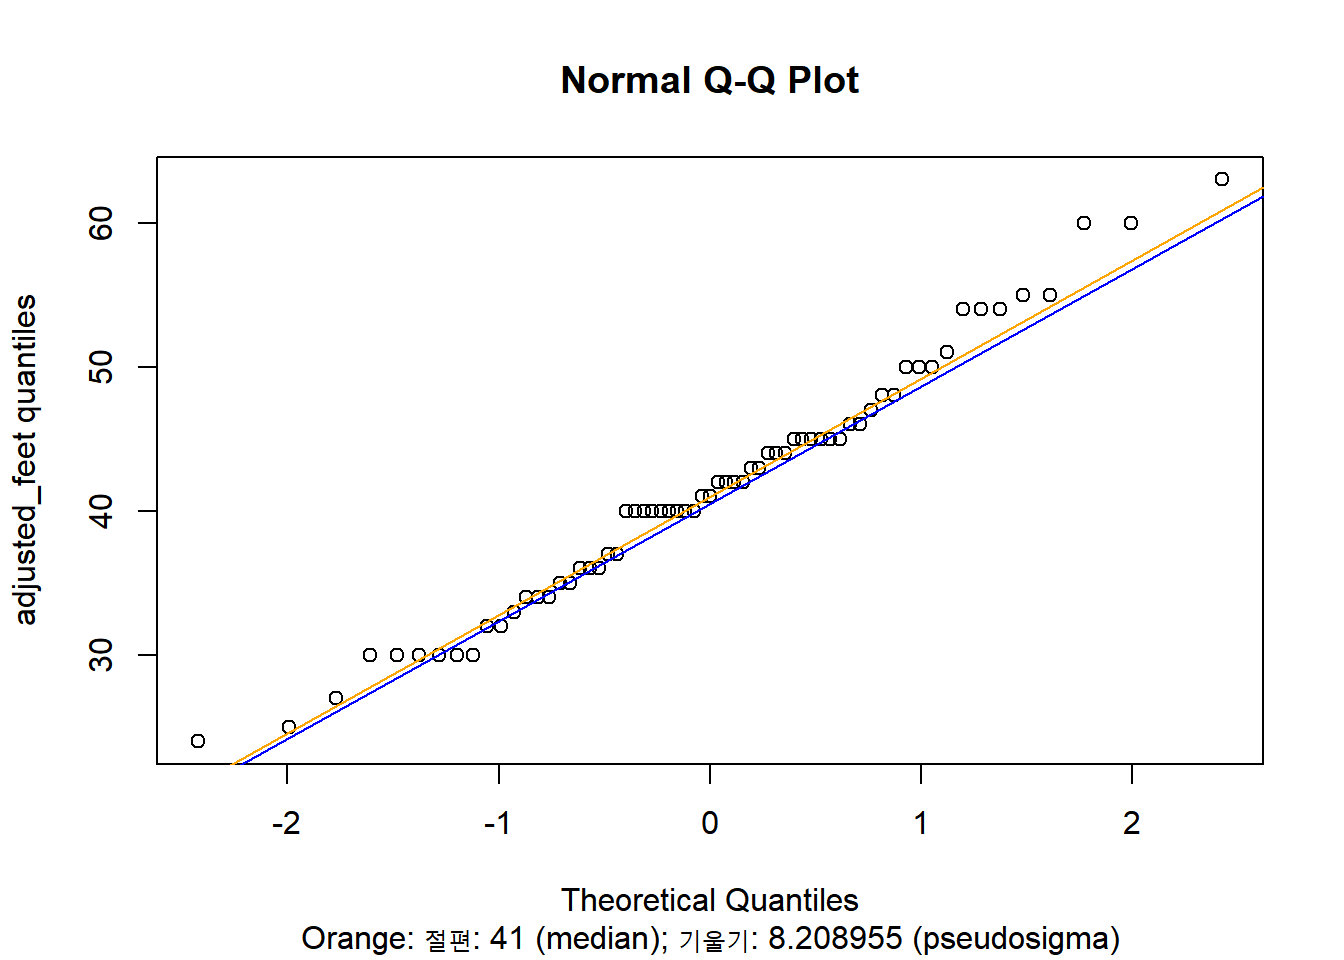 Normal Q-Q Plot
adjusted_feet quantiles
60
50
40
30
-2 -1 0 1 2
Theoretical Quantiles
Orange: 절편: 41 (median); 기울기: 8.208955 (pseudosigma)